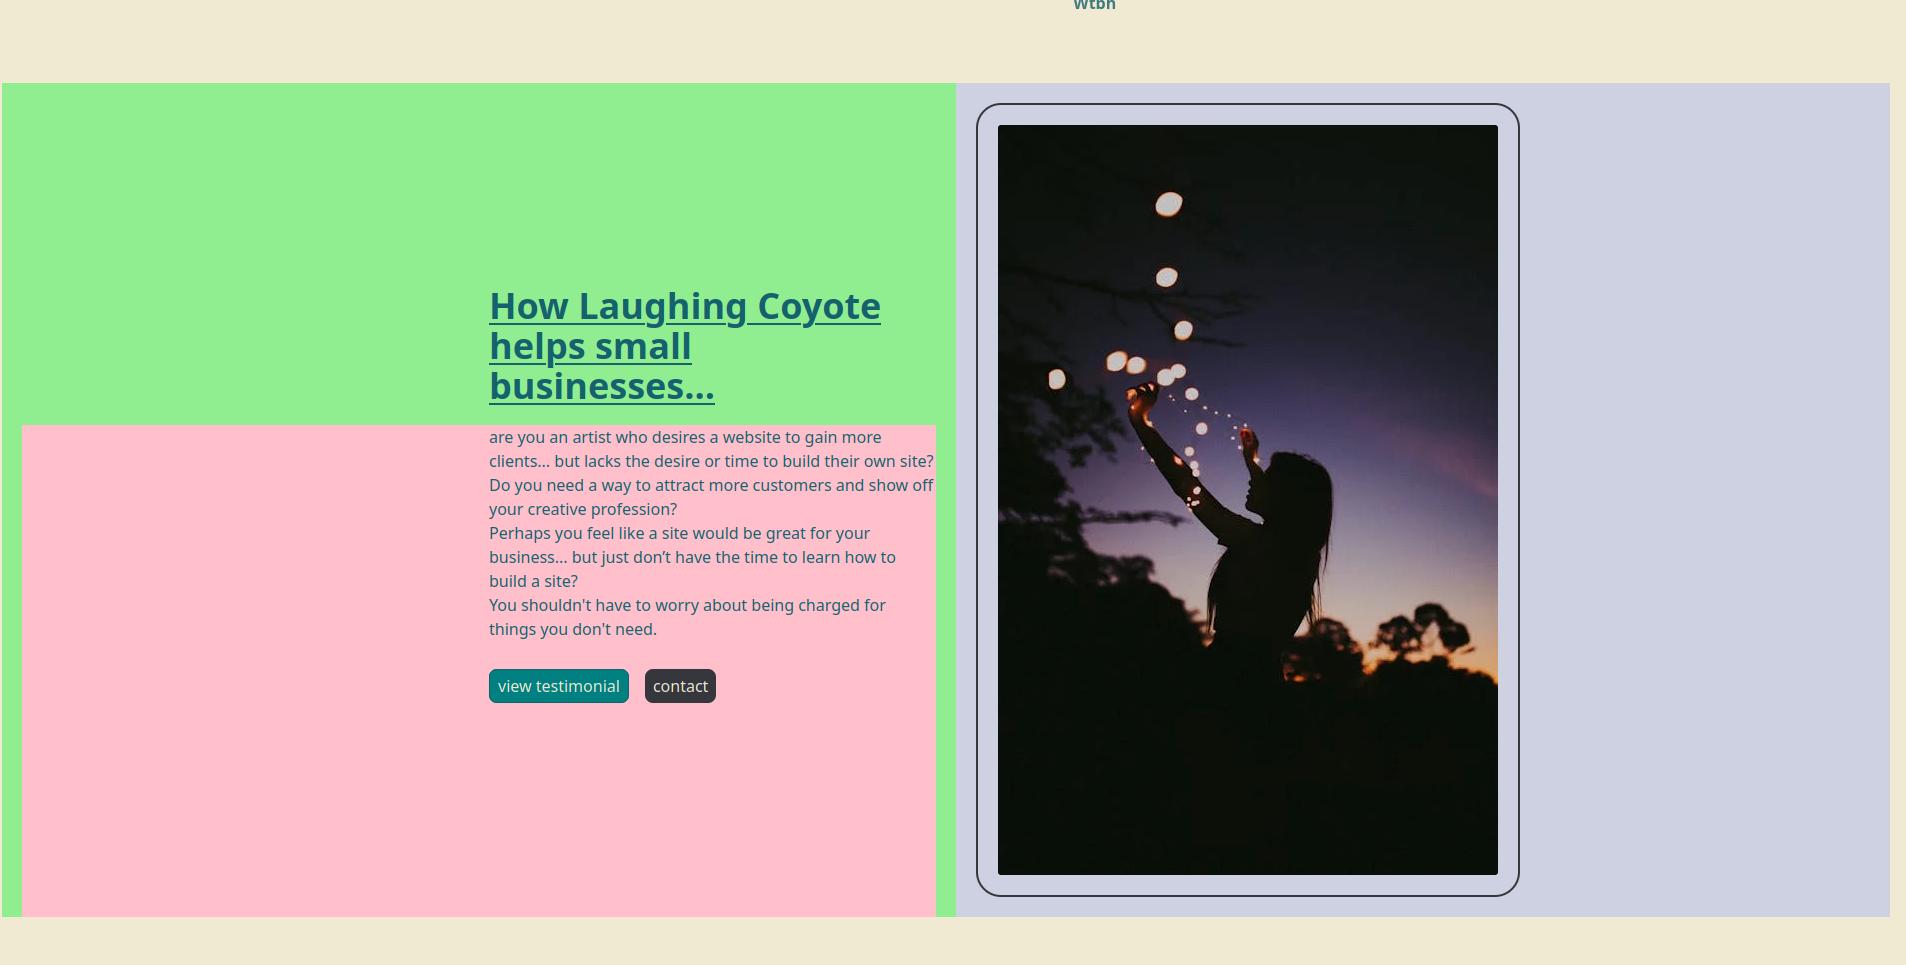 Wtbh
How Laughing Coyote
helps small
businesses...
are you an artist who desires a website to gain more
clients... but lacks the desire or time to build their own site?
Do you need a way to attract more customers and show off
your creative profession?
Perhaps you feel like a site would be great for your
business... but just don’t have the time to learn how to
build a site?
You shouldn't have to worry about being charged for
things you don't need.
view testimonial
contact